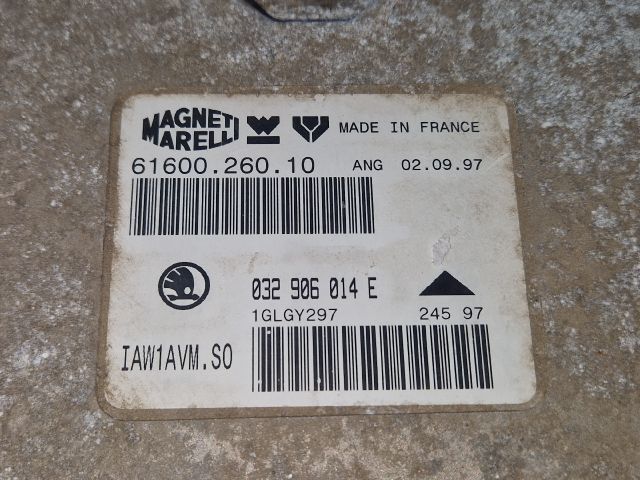 MAGNETI
MARELLI
MADE IN FRANCE
61600.260.10 ANG 02.09.97
032 906 014 E
1GLGY297 245 97
IAW1AVM.S0